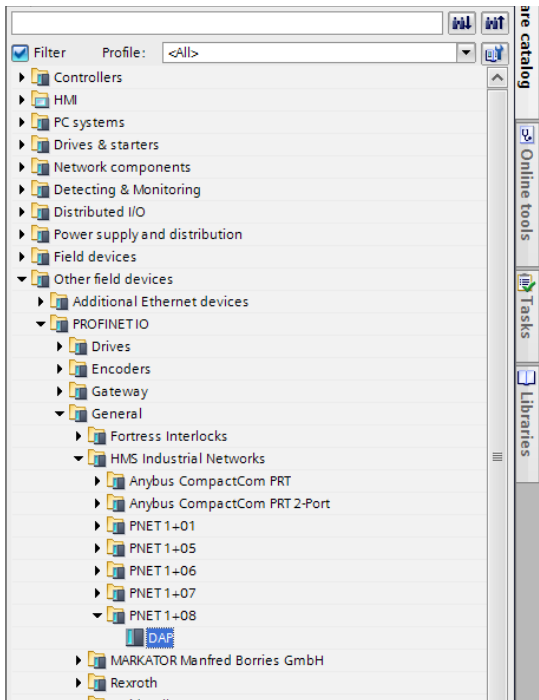 Filter Profile: <All>
Controllers
HMI
PC systems
Drives & starters
Network components
Detecting & Monitoring
Distributed I/O
Power supply and distribution
Field devices
Other field devices
Additional Ethernet devices
PROFINET IO
Drives
Encoders
Gateway
General
Fortress Interlocks
HMS Industrial Networks
Anybus CompactCom PRT
Anybus CompactCom PRT 2-Port
PNET 1+01
PNET 1+05
PNET 1+06
PNET 1+07
PNET 1+08
DAP
MARKATOR Manfred Borries GmbH
Rexroth
catalog
Online tools
Tasks
Libraries